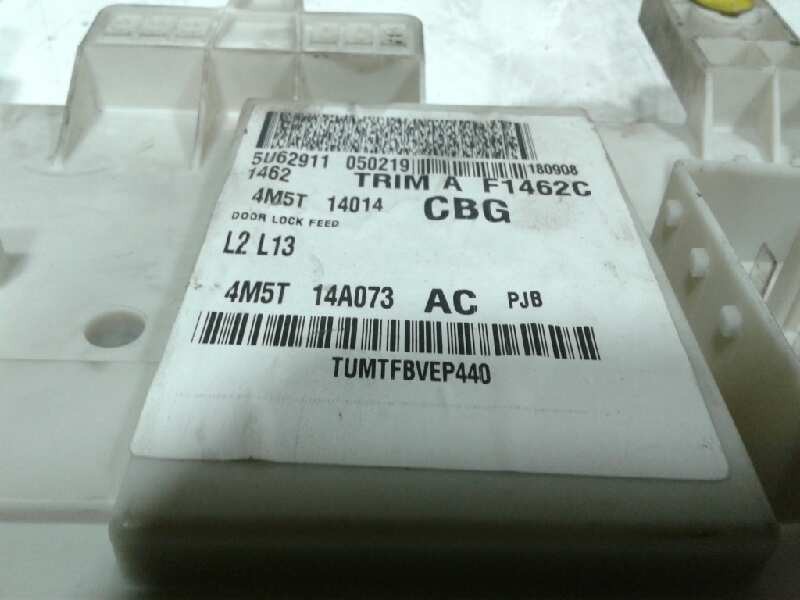 5U62911 050219 180908
1462 TRIM A F1462C
4M5T 14014 CBG
DOOR LOCK FEED
L2 L13
4M5T 14A073 AC PJB
TUMTFBVEP440